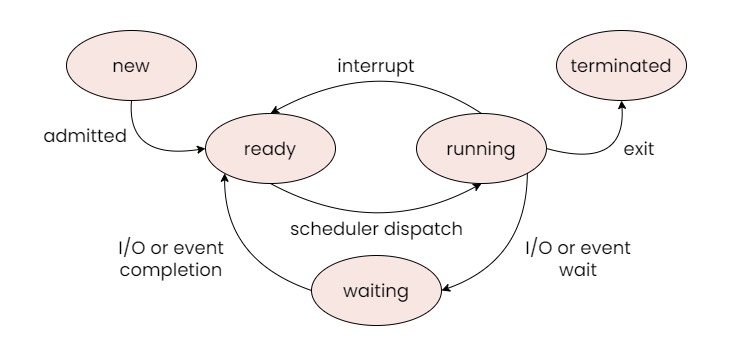 new
terminated
interrupt
admitted
ready
running
exit
scheduler dispatch
I/O or event
completion
I/O or event
wait
waiting